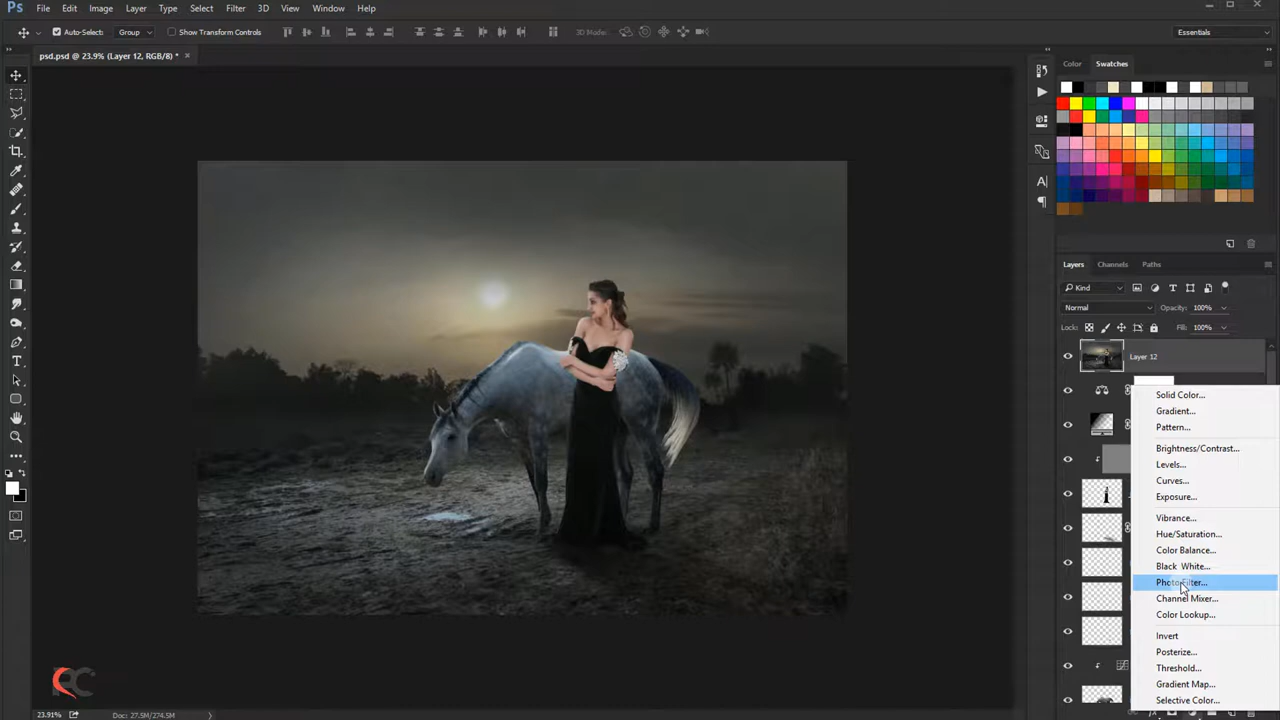 Ps File Edit Image Layer Type Select Filter 3D View Window Help
Auto-Select: Group Show Transform Controls 3D Mode: Essentials
psd.psd @ 23.9% (Layer 12, RGB/8) *
Color Swatches
Layers Channels Paths
Kind
Normal Opacity: 100%
Lock: Fill: 100%
Layer 12
Solid Color...
Gradient...
Pattern...
Brightness/Contrast...
Levels...
Curves...
Exposure...
Vibrance...
Hue/Saturation...
Color Balance...
Black White...
Photo Filter...
Channel Mixer...
Color Lookup...
Invert
Posterize...
Threshold...
Gradient Map...
Selective Color...
23.91% Doc: 27.5M/274.5M